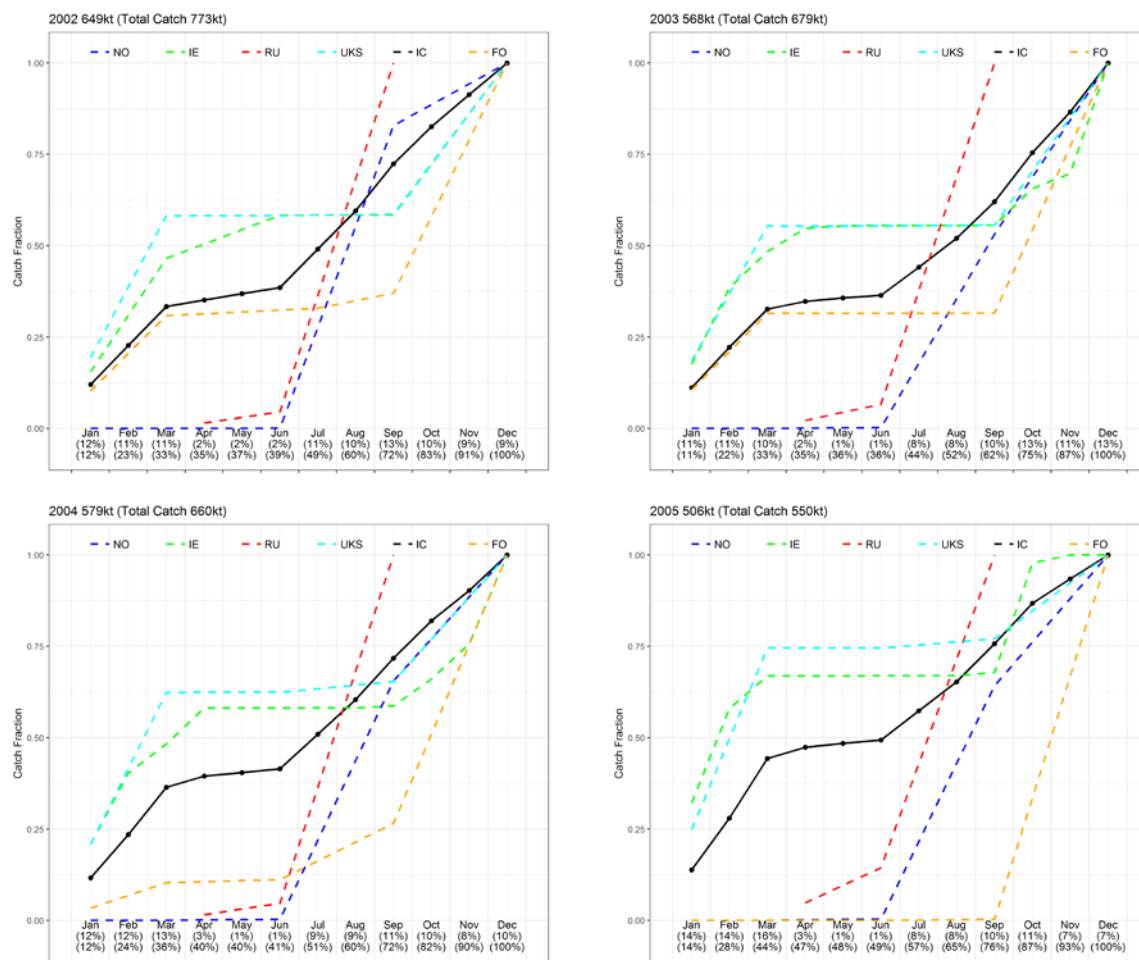 2002 649kt (Total Catch 773kt)
NO IE RU UKS IC FO
Catch Fraction
1.00
0.75
0.50
0.25
0.00
Jan Feb Mar Apr May Jun Jul Aug Sep Oct Nov Dec
(12%) (11%) (11%) (2%) (2%) (2%) (11%) (10%) (13%) (10%) (9%) (9%)
(12%) (23%) (33%) (35%) (37%) (39%) (49%) (60%) (72%) (83%) (91%) (100%)
2003 568kt (Total Catch 679kt)
NO IE RU UKS IC FO
Catch Fraction
1.00
0.75
0.50
0.25
0.00
Jan Feb Mar Apr May Jun Jul Aug Sep Oct Nov Dec
(11%) (11%) (10%) (2%) (1%) (1%) (8%) (8%) (10%) (13%) (11%) (13%)
(11%) (22%) (33%) (35%) (36%) (36%) (44%) (52%) (62%) (75%) (87%) (100%)
2004 579kt (Total Catch 660kt)
NO IE RU UKS IC FO
Catch Fraction
1.00
0.75
0.50
0.25
0.00
Jan Feb Mar Apr May Jun Jul Aug Sep Oct Nov Dec
(12%) (12%) (13%) (3%) (1%) (1%) (9%) (9%) (11%) (10%) (8%) (10%)
(12%) (24%) (36%) (40%) (40%) (41%) (51%) (60%) (72%) (82%) (90%) (100%)
2005 506kt (Total Catch 550kt)
NO IE RU UKS IC FO
Catch Fraction
1.00
0.75
0.50
0.25
0.00
Jan Feb Mar Apr May Jun Jul Aug Sep Oct Nov Dec
(14%) (14%) (16%) (3%) (1%) (1%) (8%) (8%) (10%) (11%) (7%) (7%)
(14%) (28%) (44%) (47%) (48%) (49%) (57%) (65%) (76%) (87%) (93%) (100%)